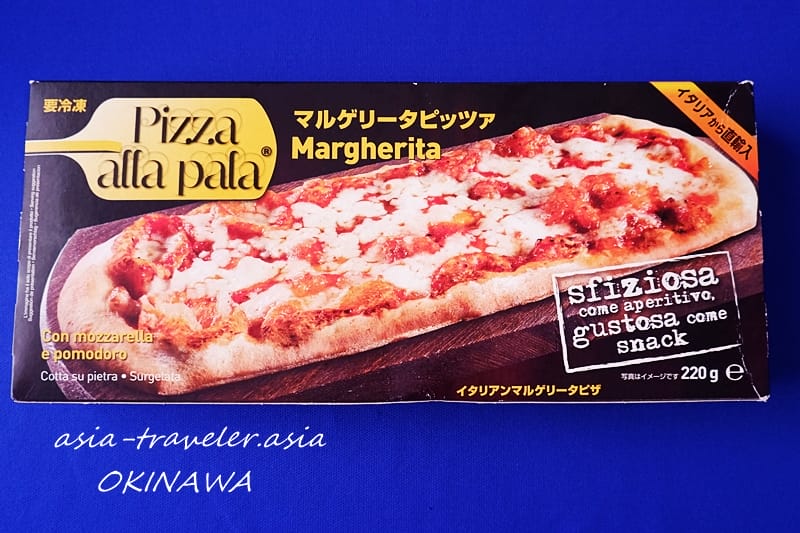 要冷凍
Pizza
alla pala®
マルゲリータピッツァ
Margherita
イタリアから直輸入
sfiziosa
come aperitivo,
gustosa come
snack
Con mozzarella
e pomodoro
Cotta su pietra • Surgelata
写真はイメージです 220 g ℮
イタリアンマルゲリータピザ
asia-traveler.asia
OKINAWA